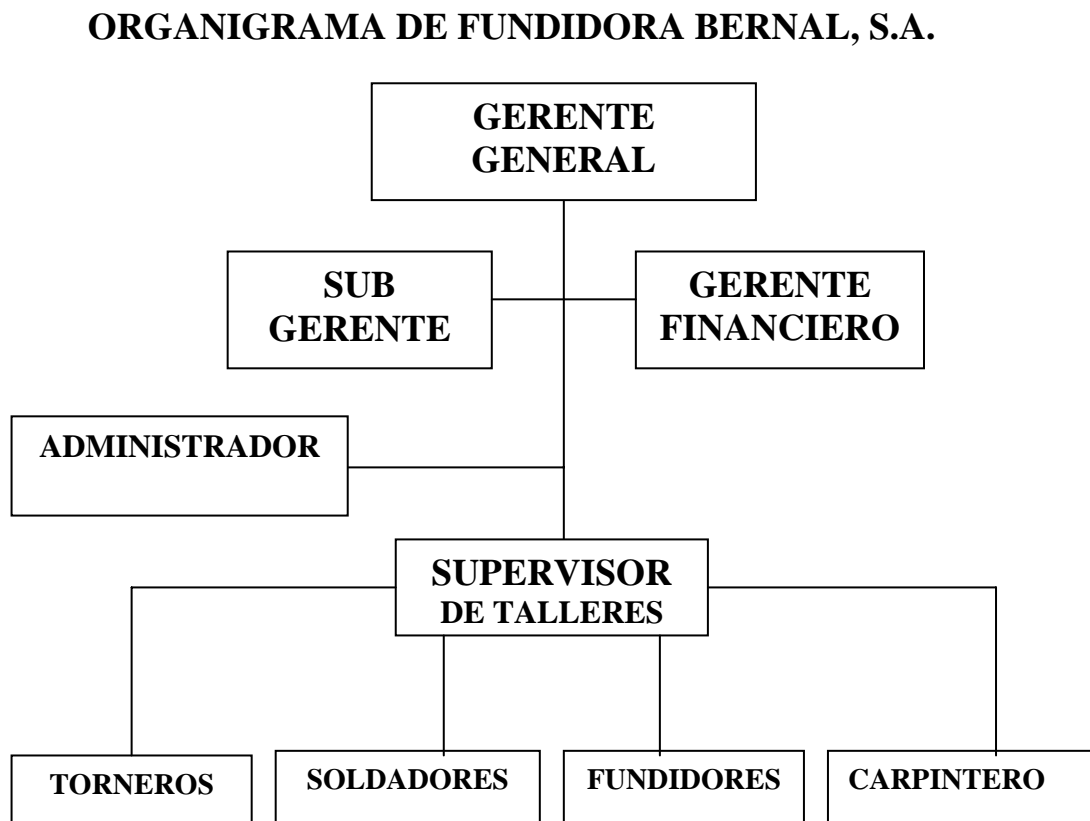 ORGANIGRAMA DE FUNDIDORA BERNAL, S.A.
GERENTE
GENERAL
SUB
GERENTE
GERENTE
FINANCIERO
ADMINISTRADOR
SUPERVISOR
DE TALLERES
TORNEROS
SOLDADORES
FUNDIDORES
CARPINTERO